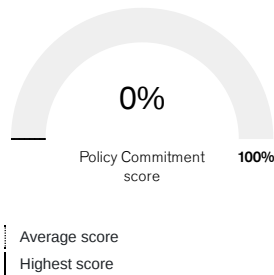 0%
Policy Commitment 100%
score
Average score
Highest score